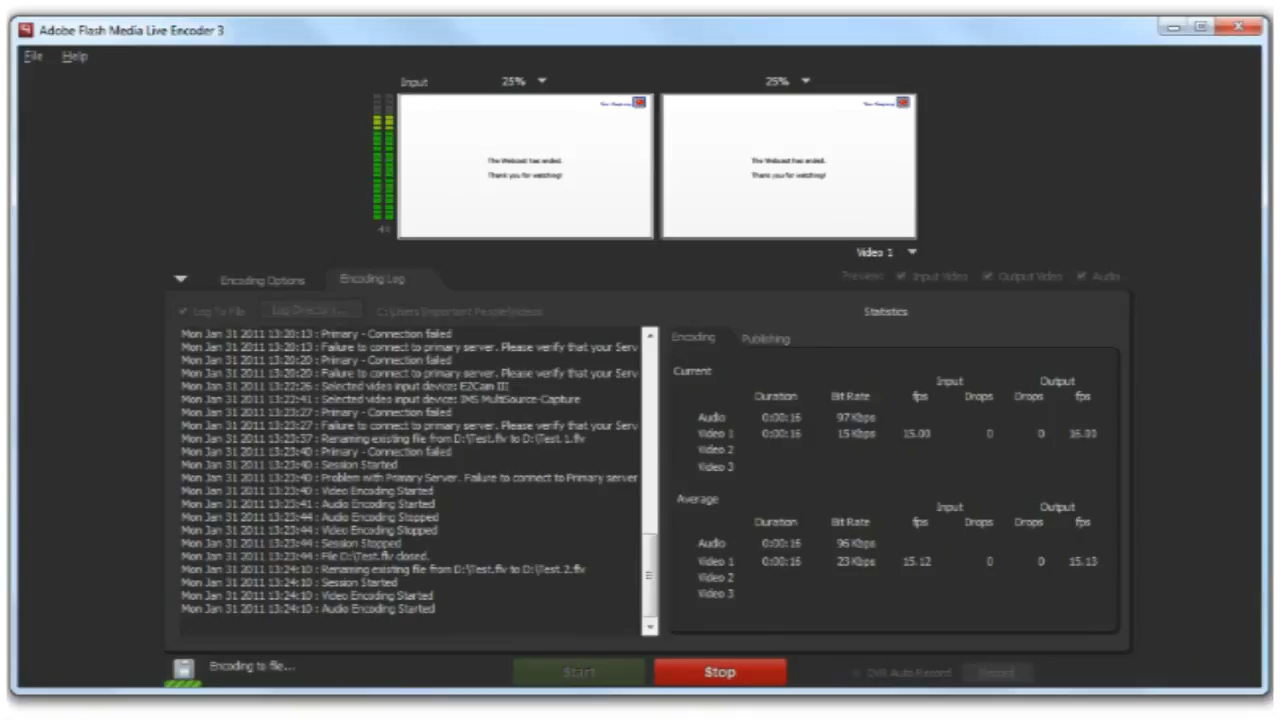 Adobe Flash Media Live Encoder 3
File Help
Input 25% 25%
The Webcast has ended.
Thank you for watching!
The Webcast has ended.
Thank you for watching!
Video 1
Encoding Options Encoding Log
Preview: Input Video Output Video Audio
Log To File Log Directory...
Statistics
Mon Jan 31 2011 13:20:13 : Primary - Connection failed
Mon Jan 31 2011 13:20:13 : Failure to connect to primary server. Please verify that your Serv
Mon Jan 31 2011 13:20:20 : Primary - Connection failed
Mon Jan 31 2011 13:20:20 : Failure to connect to primary server. Please verify that your Serv
Mon Jan 31 2011 13:22:26 : Selected video input device: EZCam III
Mon Jan 31 2011 13:22:41 : Selected video input device: IMS MultiSource-Capture
Mon Jan 31 2011 13:23:27 : Primary - Connection failed
Mon Jan 31 2011 13:23:27 : Failure to connect to primary server. Please verify that your Serv
Mon Jan 31 2011 13:23:37 : Renaming existing file from D:\Test.flv to D:\Test.1.flv
Mon Jan 31 2011 13:23:40 : Primary - Connection failed
Mon Jan 31 2011 13:23:40 : Session Started
Mon Jan 31 2011 13:23:40 : Problem with Primary Server. Failure to connect to Primary server
Mon Jan 31 2011 13:23:40 : Video Encoding Started
Mon Jan 31 2011 13:23:41 : Audio Encoding Started
Mon Jan 31 2011 13:23:44 : Audio Encoding Stopped
Mon Jan 31 2011 13:23:44 : Video Encoding Stopped
Mon Jan 31 2011 13:23:44 : Session Stopped
Mon Jan 31 2011 13:23:44 : File D:\Test.flv closed.
Mon Jan 31 2011 13:24:10 : Renaming existing file from D:\Test.flv to D:\Test.2.flv
Mon Jan 31 2011 13:24:10 : Session Started
Mon Jan 31 2011 13:24:10 : Video Encoding Started
Mon Jan 31 2011 13:24:10 : Audio Encoding Started
Encoding Publishing
Current
Input Output
Duration Bit Rate fps Drops Drops fps
Audio 0:00:16 97 Kbps
Video 1 0:00:16 15 Kbps 15.00 0 0 16.00
Video 2
Video 3
Average
Input Output
Duration Bit Rate fps Drops Drops fps
Audio 0:00:16 96 Kbps
Video 1 0:00:16 23 Kbps 15.12 0 0 15.13
Video 2
Video 3
Encoding to file...
Start Stop DVR Auto Record Record